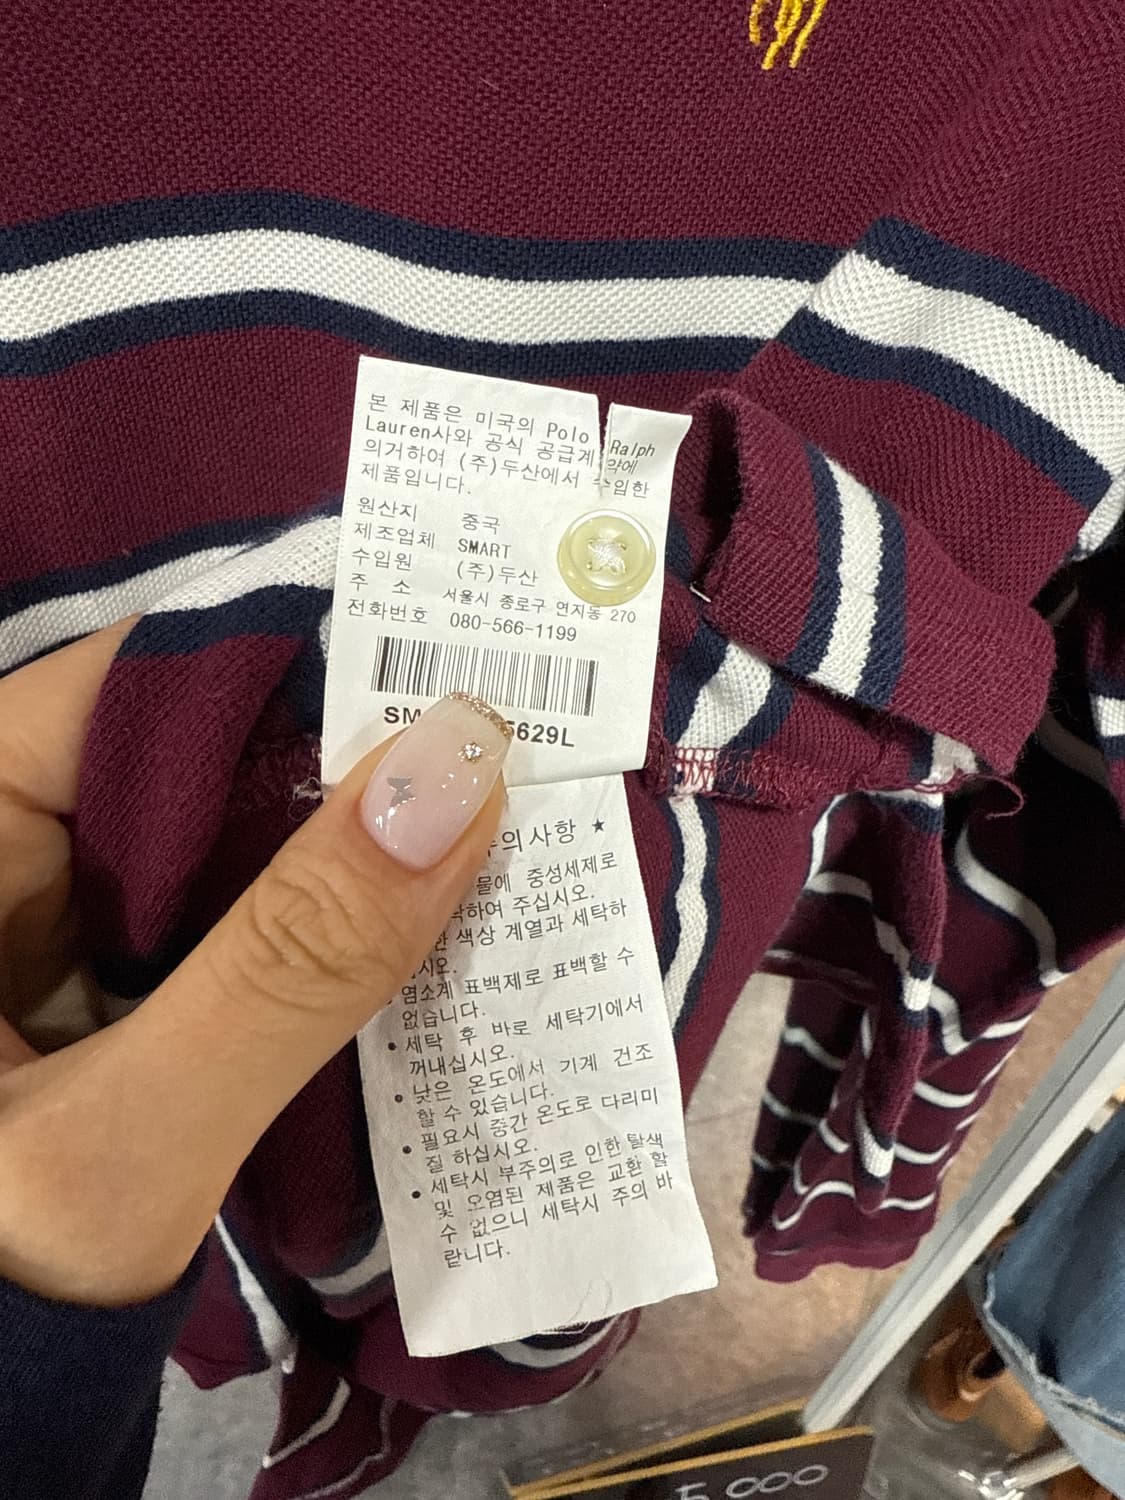 본 제품은 미국의 Polo Ralph
Lauren사와 공식 공급계약에
의거하여 (주)두산에서 수입한
제품입니다.
원산지 중국
제조업체 SMART
수입원 (주)두산
주 소 서울시 종로구 연지동 270
전화번호 080-566-1199
SM 5629L
주의사항 ★
물에 중성세제로
탁하여 주십시오.
한 색상 계열과 세탁하
시오.
염소계 표백제로 표백할 수
없습니다.
• 세탁 후 바로 세탁기에서
꺼내십시오.
• 낮은 온도에서 기계 건조
할 수 있습니다.
• 필요시 중간 온도로 다리미
질 하십시오.
• 세탁시 부주의로 인한 탈색
및 오염된 제품은 교환 할
수 없으니 세탁시 주의 바
랍니다.
5,000